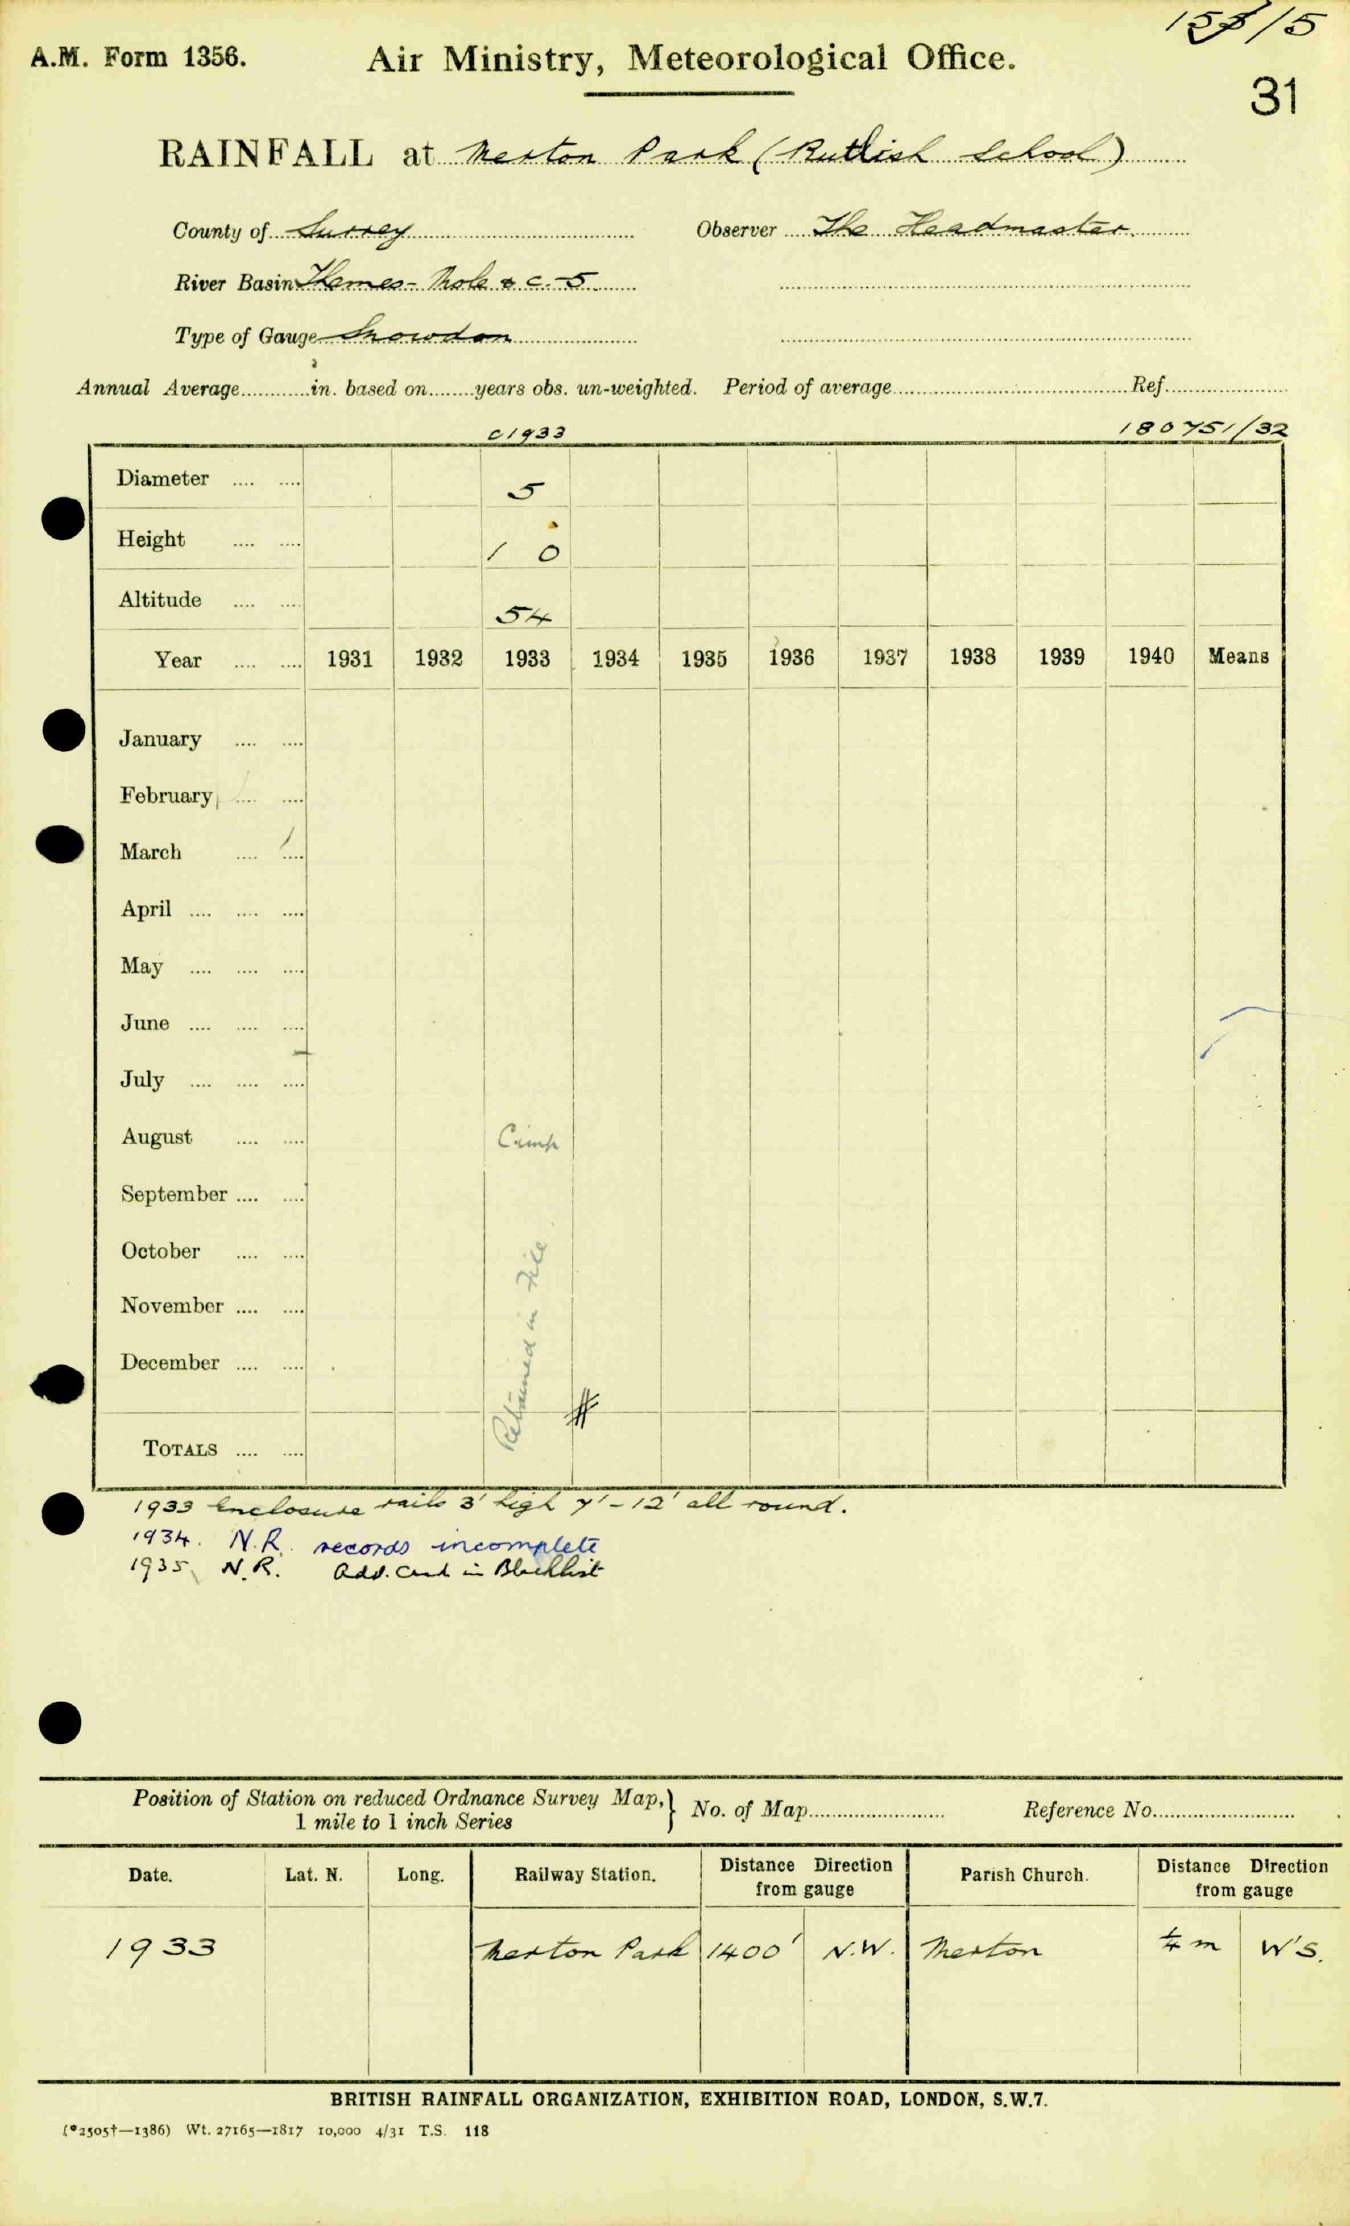 /5
A.M. Form 1356. Air Ministry, Meteorological Office.
31
RAINFALL at Merton Park (Rutlish School)
County of Surrey Observer The Headmaster.
River Basin Thames - Mole & c. - 5
Type of Gauge Snowdon
Annual Average............in. based on........years obs. un-weighted. Period of average.................... Ref....................
c1933 180751/32
Diameter .... .... 5
Height .... .... 1 0
Altitude .... .... 54
Year .... .... 1931 1932 1933 1934 1935 1936 1937 1938 1939 1940 Means
January .... ....
February .... ....
March .... ....
April .... .... ....
May .... .... ....
June .... .... ....
July .... .... ....
August .... ....
September .... ....
October .... ....
November .... ....
December .... ....
Retained in File
TOTALS .... ....
1933 Enclosure rails 3' high 7' - 12' all round.
1934. N.R. records incomplete
1935 N.R. Add. Card in Blacklist
Position of Station on reduced Ordnance Survey Map, } No. of Map........................ Reference No.........................
1 mile to 1 inch Series
Date. Lat. N. Long. Railway Station. Distance Direction from gauge Parish Church. Distance Direction from gauge
1933 Merton Park 1400' N.W. Merton ¼ m W'S.
BRITISH RAINFALL ORGANIZATION, EXHIBITION ROAD, LONDON, S.W.7.
(*2505†—1386) Wt. 27165—1817 10,000 4/31 T.S. 118